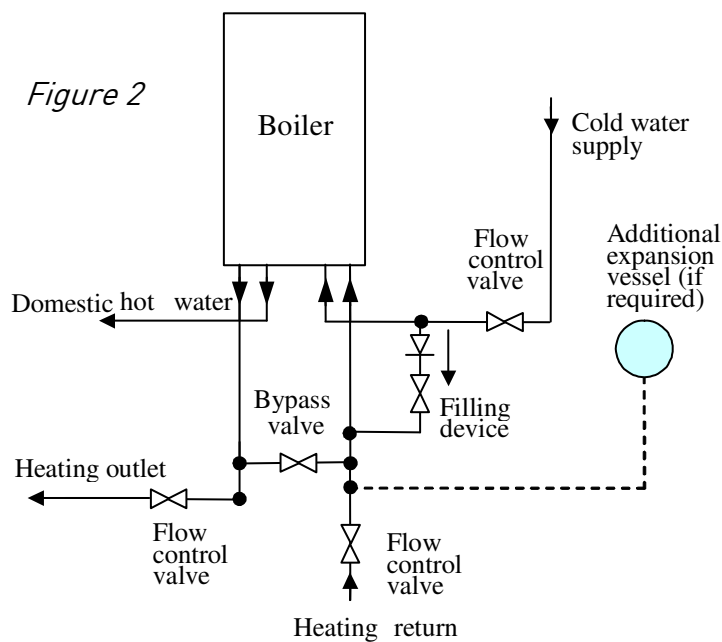 Figure 2
Boiler
Cold water
supply
Flow
control
valve
Additional
expansion
vessel (if
required)
Domestic hot water
Bypass
valve
Filling
device
Heating outlet
Flow
control
valve
Flow
control
valve
Heating return